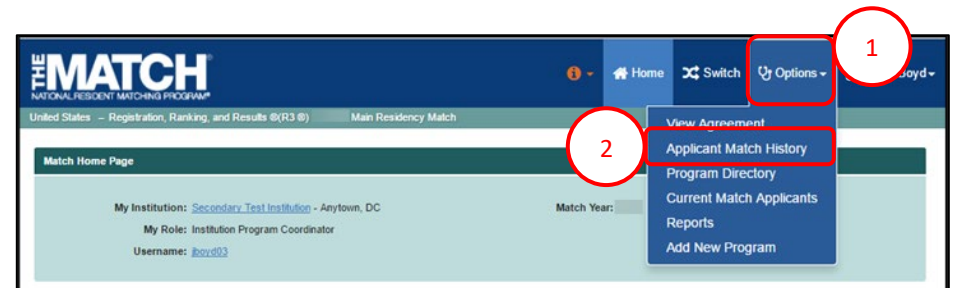 THE MATCH
NATIONAL RESIDENT MATCHING PROGRAM®
Home
Switch
Options
oyd
1
United States – Registration, Ranking, and Results ®(R3 ®) Main Residency Match
View Agreement
2
Applicant Match History
Program Directory
Current Match Applicants
Reports
Add New Program
Match Home Page
My Institution: Secondary Test Institution - Anytown, DC
Match Year:
My Role: Institution Program Coordinator
Username: jboyd03